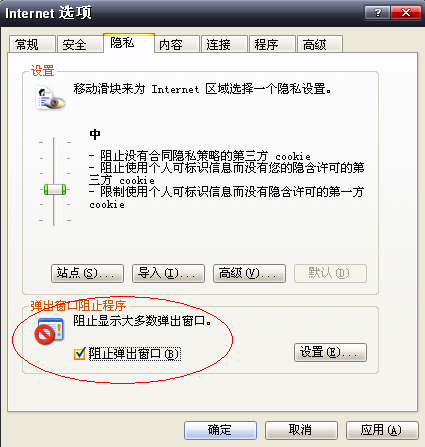 Internet 选项
常规 安全 隐私 内容 连接 程序 高级
设置
移动滑块来为 Internet 区域选择一个隐私设置。
中
- 阻止没有合同隐私策略的第三方 cookie
- 阻止使用个人可标识信息而没有您的隐含许可的第
三方 cookie
- 限制使用个人可标识信息而没有隐含许可的第一方
cookie
站点(S)... 导入(I)... 高级(V)... 默认(D)
弹出窗口阻止程序
阻止显示大多数弹出窗口。
阻止弹出窗口(B)
设置(E)...
确定 取消 应用(A)